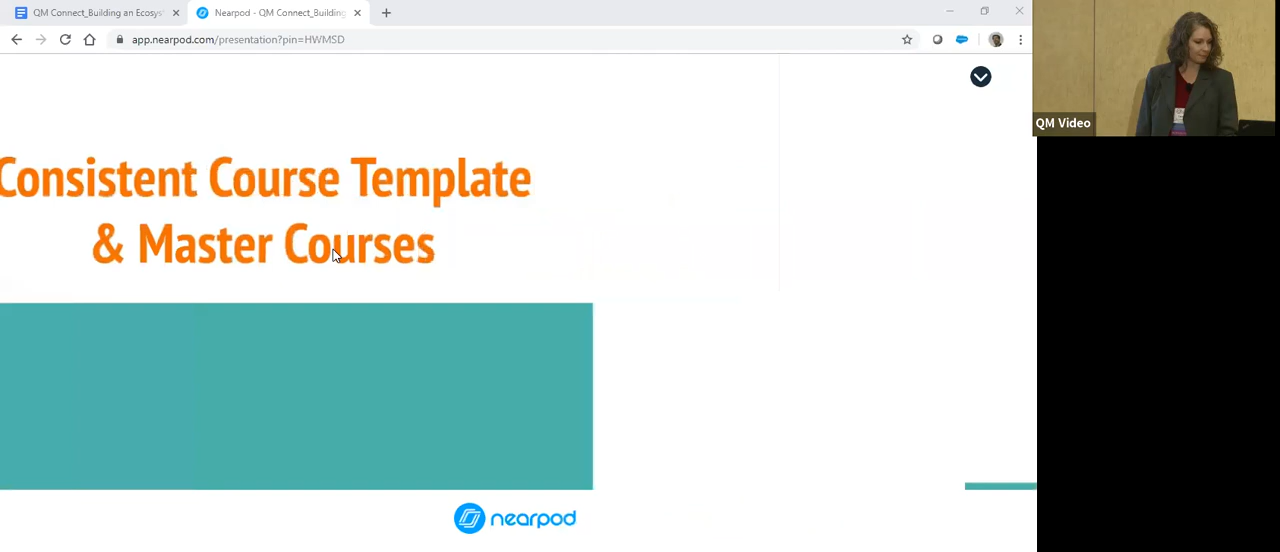 QM Connect_Building an Ecosys
Nearpod - QM Connect_Building
app.nearpod.com/presentation?pin=HWMSD
QM Video
Consistent Course Template
& Master Courses
nearpod